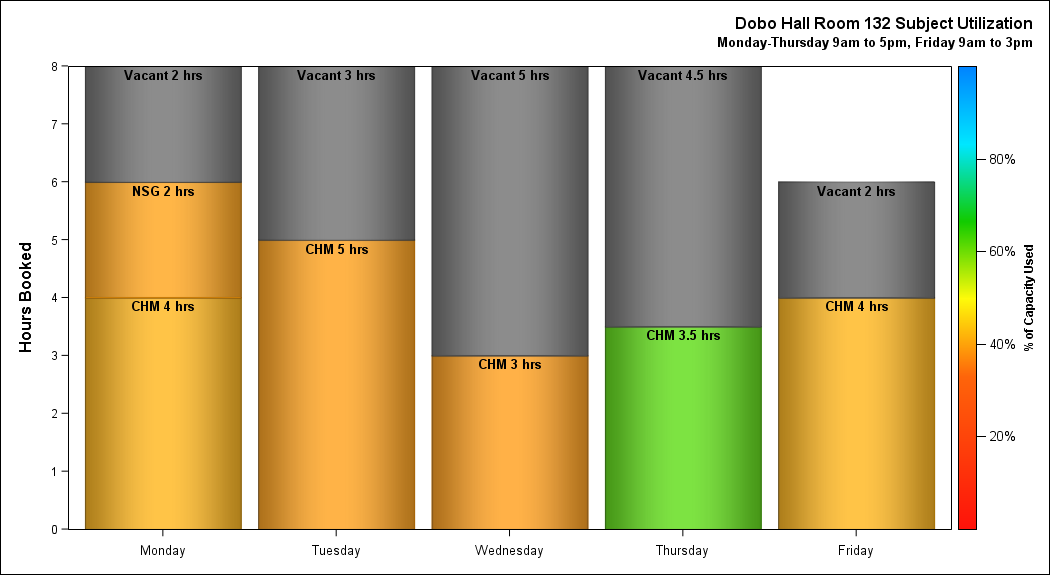 Dobo Hall Room 132 Subject Utilization
Monday-Thursday 9am to 5pm, Friday 9am to 3pm
Hours Booked
8
7
6
5
4
3
2
1
0
Vacant 2 hrs
NSG 2 hrs
CHM 4 hrs
Vacant 3 hrs
CHM 5 hrs
Vacant 5 hrs
CHM 3 hrs
Vacant 4.5 hrs
CHM 3.5 hrs
Vacant 2 hrs
CHM 4 hrs
Monday
Tuesday
Wednesday
Thursday
Friday
80%
60%
40%
20%
% of Capacity Used